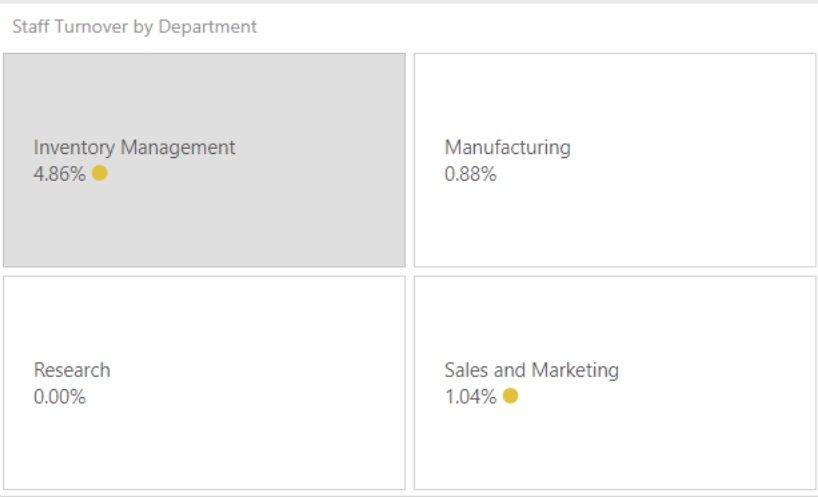 Staff Turnover by Department
Inventory Management
4.86%
Manufacturing
0.88%
Research
0.00%
Sales and Marketing
1.04%